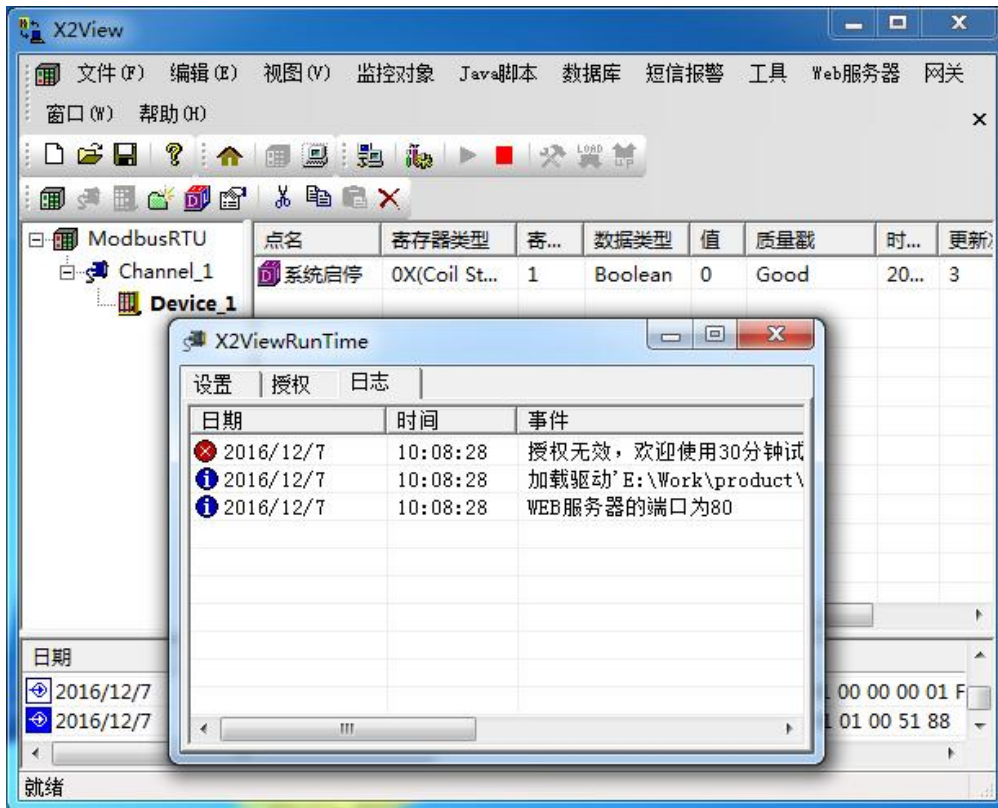 X2View
文件(F) 编辑(E) 视图(V) 监控对象 Java脚本 数据库 短信报警 工具 Web服务器 网关
窗口(W) 帮助(H)
ModbusRTU
Channel_1
Device_1
点名 寄存器类型 寄... 数据类型 值 质量戳 时... 更新
系统启停 0X(Coil St... 1 Boolean 0 Good 20... 3
X2ViewRunTime
设置 授权 日志
日期 时间 事件
2016/12/7 10:08:28 授权无效，欢迎使用30分钟试
2016/12/7 10:08:28 加载驱动'E:\Work\product\
2016/12/7 10:08:28 WEB服务器的端口为80
日期
2016/12/7 00 00 00 01 F
2016/12/7 01 00 51 88
就绪